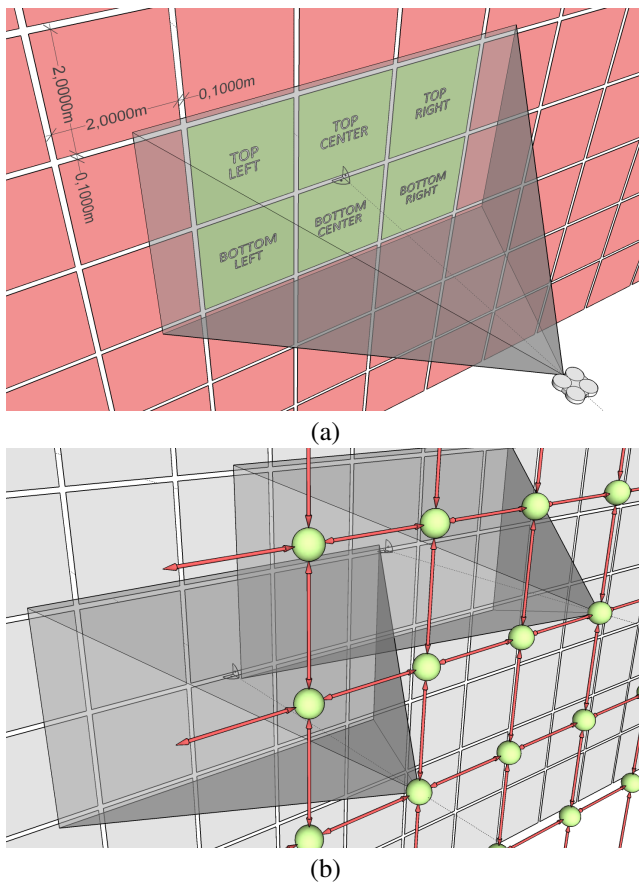 2,0000m
2,0000m
0,1000m
0,1000m
TOP
LEFT
TOP
CENTER
TOP
RIGHT
BOTTOM
LEFT
BOTTOM
CENTER
BOTTOM
RIGHT
(a)
(b)